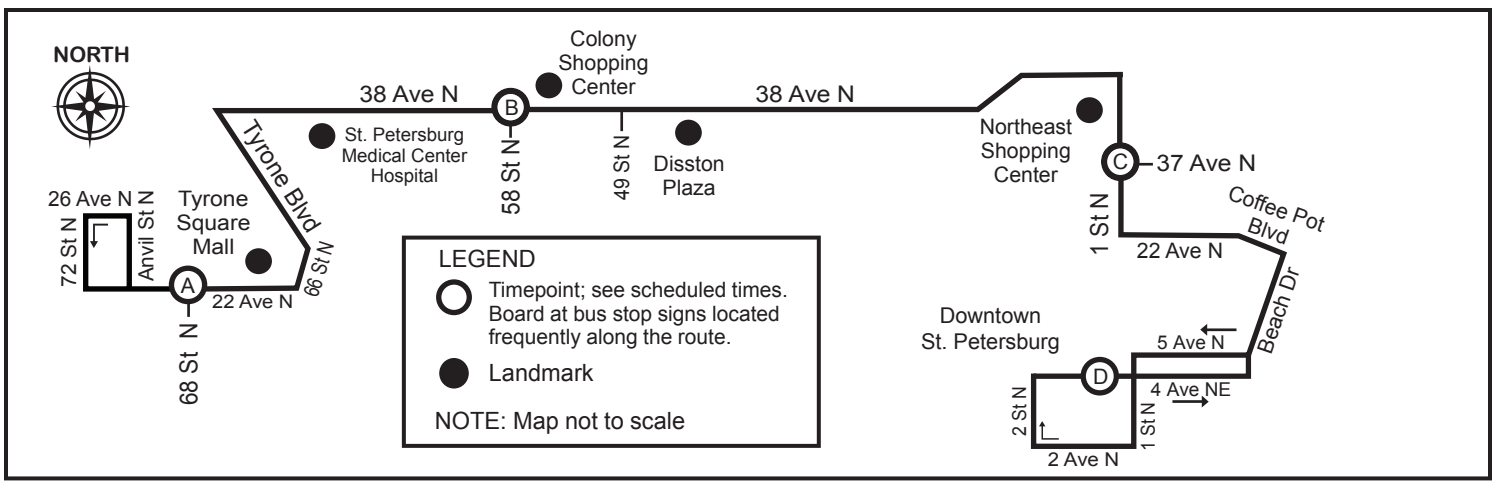 NORTH
26 Ave N
72 St N
Anvil St N
Tyrone
Square
Mall
A
22 Ave N
68 St N
66 St N
Tyrone Blvd
38 Ave N
St. Petersburg
Medical Center
Hospital
B
58 St N
Colony
Shopping
Center
49 St N
Disston
Plaza
38 Ave N
Northeast
Shopping
Center
C
37 Ave N
1 St N
22 Ave N
Coffee Pot
Blvd
Beach Dr
Downtown
St. Petersburg
5 Ave N
D
4 Ave NE
2 St N
1 St N
2 Ave N
LEGEND
Timepoint; see scheduled times.
Board at bus stop signs located
frequently along the route.
Landmark
NOTE: Map not to scale